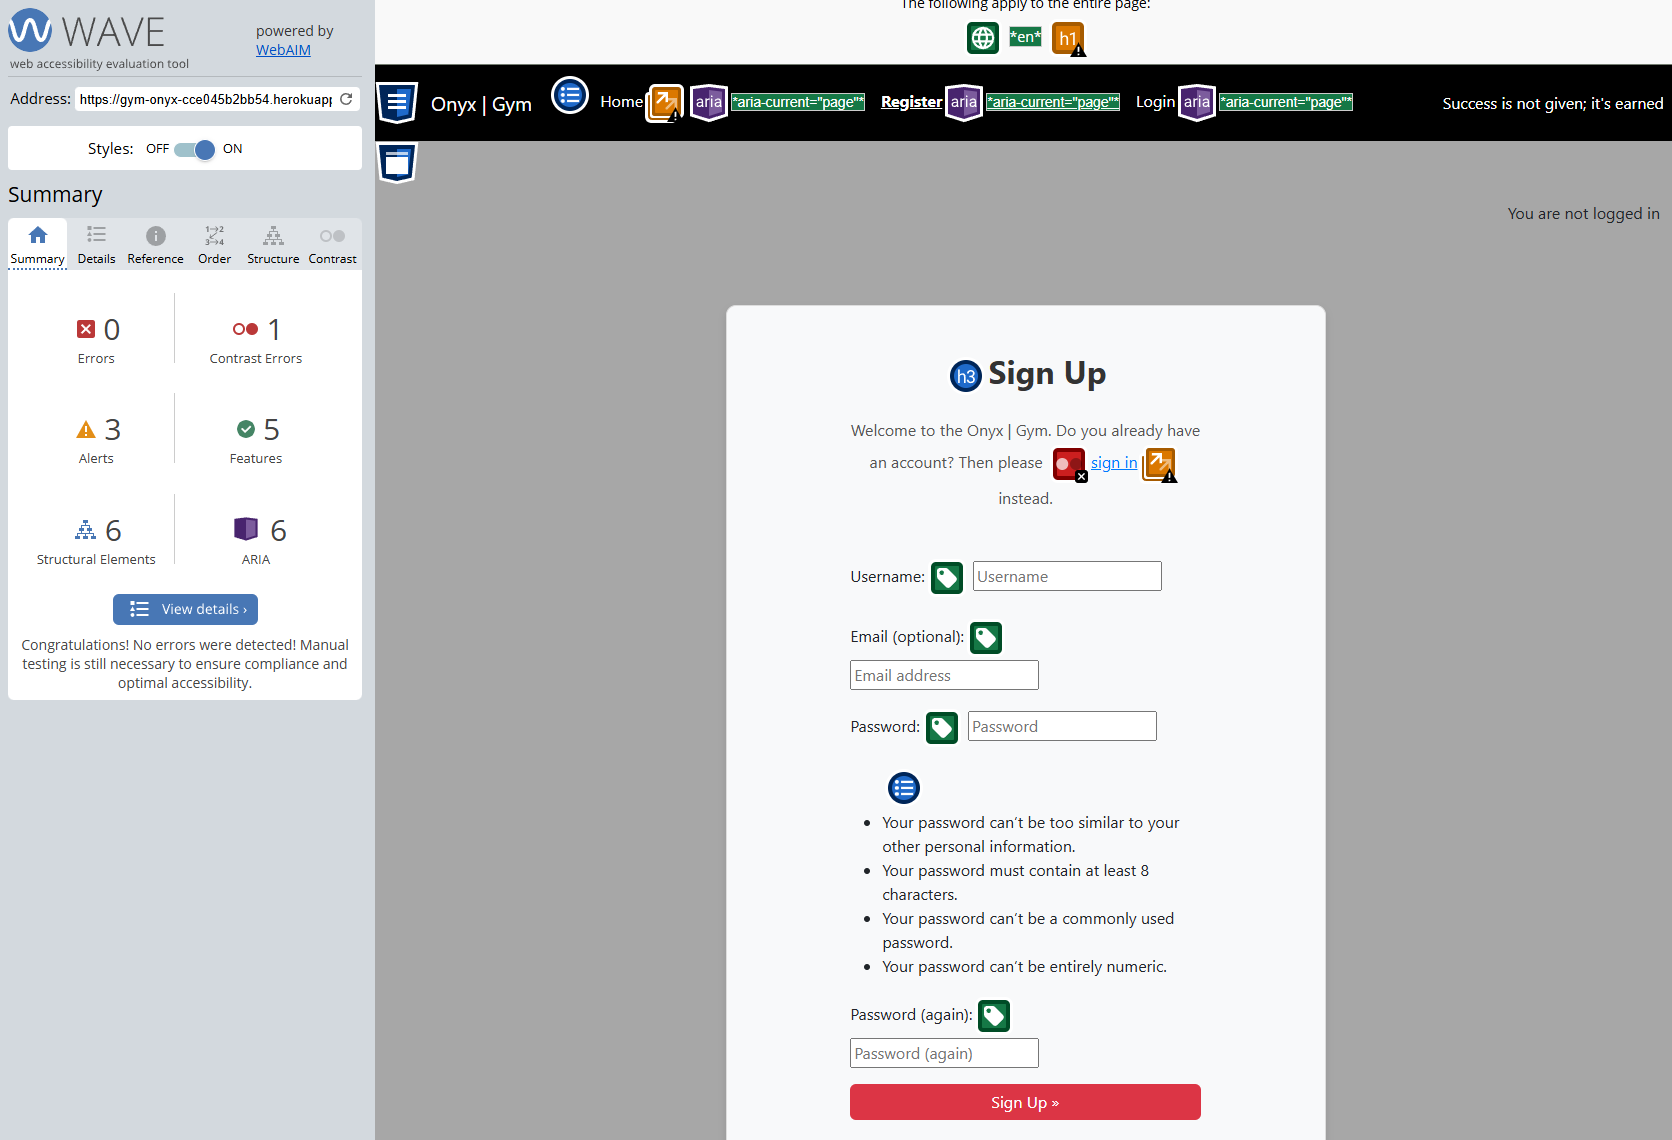 WAVE
web accessibility evaluation tool
powered by
WebAIM
Address: https://gym-onyx-cce045b2bb54.herokuapp
Styles: OFF ON
Summary
Summary Details Reference Order Structure Contrast
1→2
3→4
0 1
Errors Contrast Errors
3 5
Alerts Features
6 6
Structural Elements ARIA
View details ›
Congratulations! No errors were detected! Manual
testing is still necessary to ensure compliance and
optimal accessibility.
The following apply to the entire page:
*en* h1
Onyx | Gym Home aria *aria-current="page"* Register aria *aria-current="page"* Login aria *aria-current="page"* Success is not given; it's earned
You are not logged in
h3 Sign Up
Welcome to the Onyx | Gym. Do you already have
an account? Then please sign in
instead.
Username: Username
Email (optional):
Email address
Password: Password
Your password can’t be too similar to your
other personal information.
Your password must contain at least 8
characters.
Your password can’t be a commonly used
password.
Your password can’t be entirely numeric.
Password (again):
Password (again)
Sign Up »